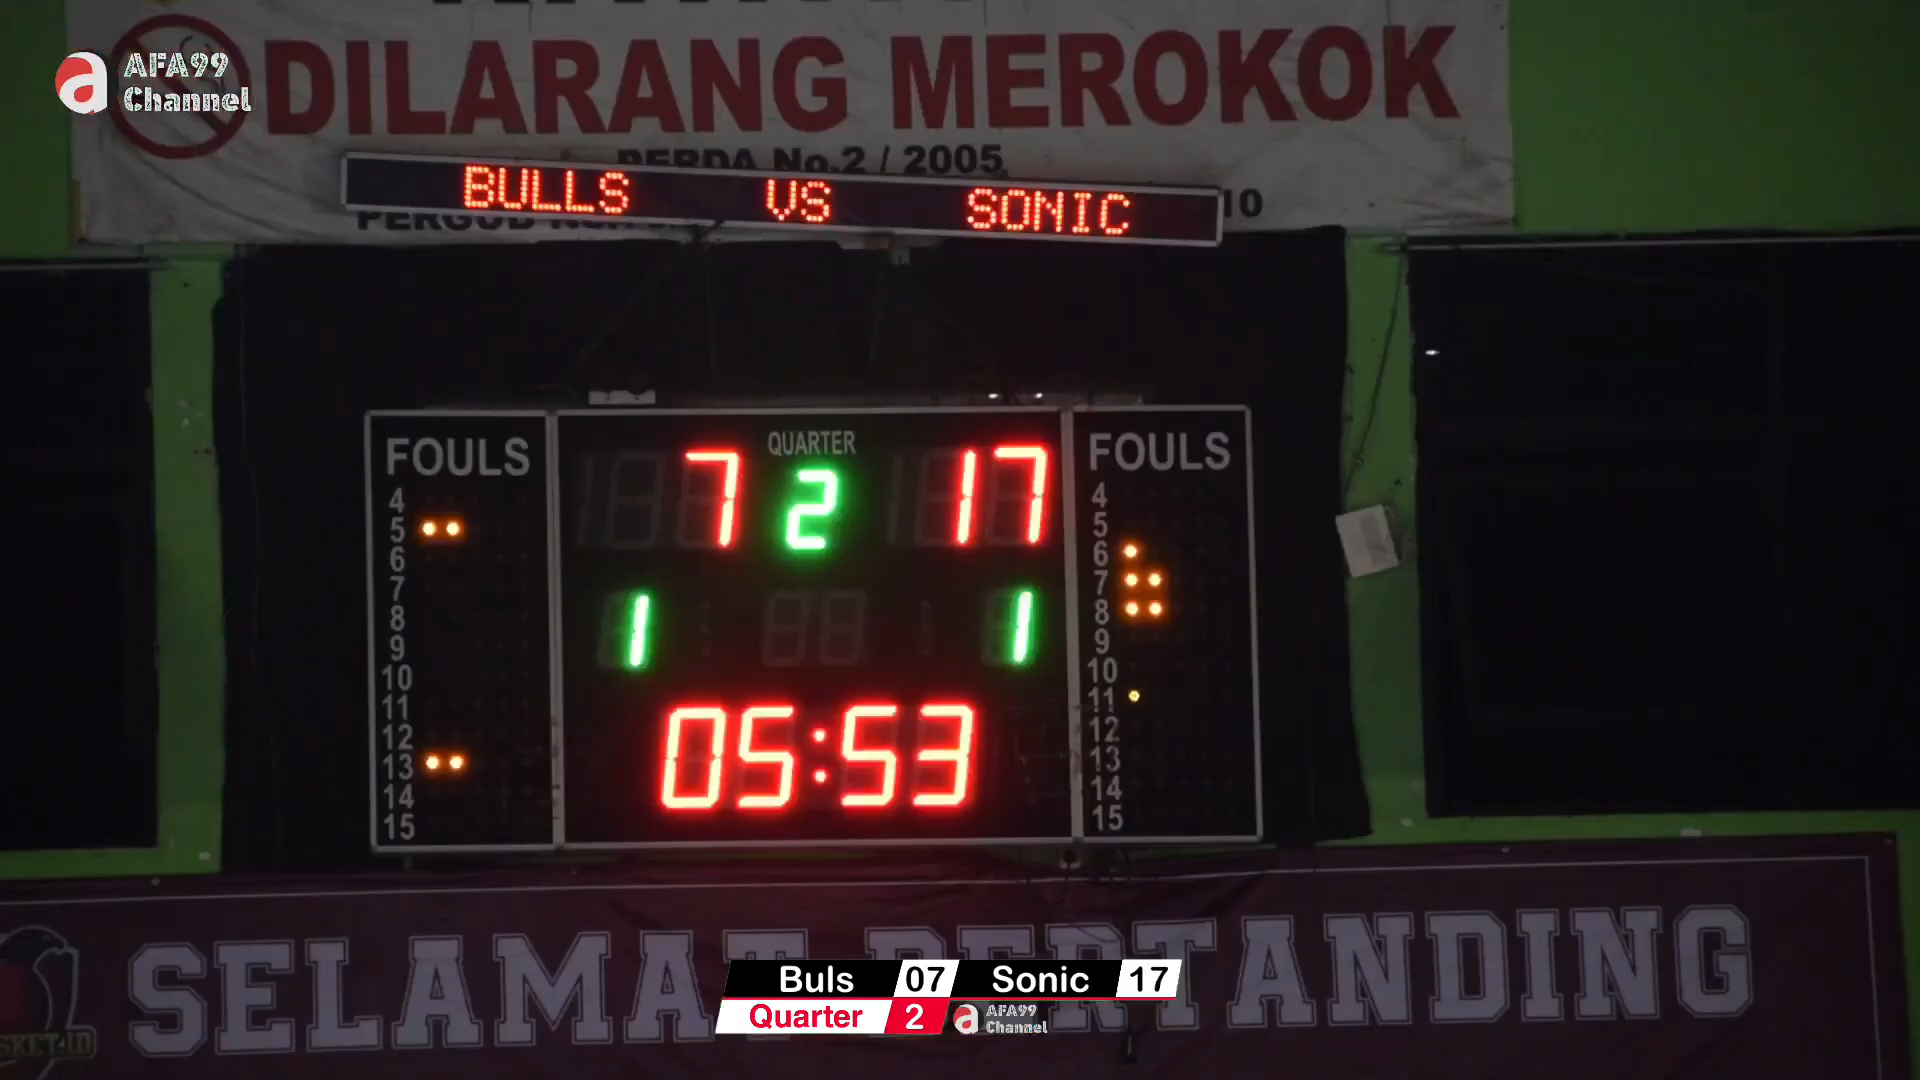 AFA99
Channel
DILARANG MEROKOK
PERDA No.2 / 2005
10
BULLS VS SONIC
FOULS
4
5
6
7
8
9
10
11
12
13
14
15
QUARTER
7 2 17
1 1
05:53
FOULS
4
5
6
7
8
9
10
11
12
13
14
15
SELAMAT BERTANDING
Buls 07 Sonic 17
Quarter 2
AFA99
Channel